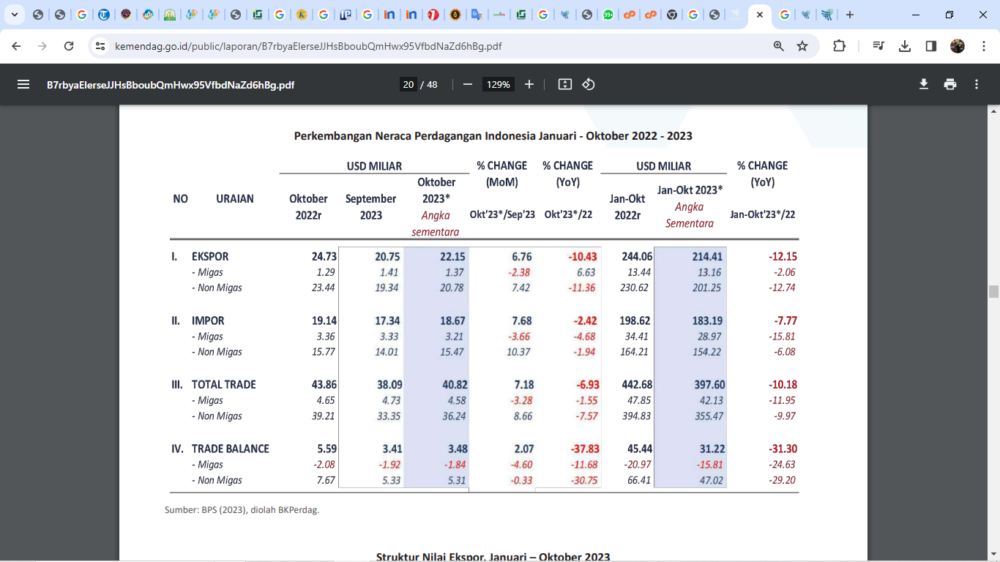 kemendag.go.id/public/laporan/B7rbyaElerseJJHsBboubQmHwx95VfbdNaZd6hBg.pdf
B7rbyaElerseJJHsBboubQmHwx95VfbdNaZd6hBg.pdf 20 / 48 129%
Perkembangan Neraca Perdagangan Indonesia Januari - Oktober 2022 - 2023
USD MILIAR % CHANGE % CHANGE USD MILIAR % CHANGE
(MoM) (YoY) (YoY)
NO URAIAN Oktober 2022r September 2023 Oktober 2023* Angka sementara Okt'23*/Sep'23 Okt'23*/22 Jan-Okt 2022r Jan-Okt 2023* Angka Sementara Jan-Okt'23*/22
I. EKSPOR 24.73 20.75 22.15 6.76 -10.43 244.06 214.41 -12.15
- Migas 1.29 1.41 1.37 -2.38 6.63 13.44 13.16 -2.06
- Non Migas 23.44 19.34 20.78 7.42 -11.36 230.62 201.25 -12.74
II. IMPOR 19.14 17.34 18.67 7.68 -2.42 198.62 183.19 -7.77
- Migas 3.36 3.33 3.21 -3.66 -4.68 34.41 28.97 -15.81
- Non Migas 15.77 14.01 15.47 10.37 -1.94 164.21 154.22 -6.08
III. TOTAL TRADE 43.86 38.09 40.82 7.18 -6.93 442.68 397.60 -10.18
- Migas 4.65 4.73 4.58 -3.28 -1.55 47.85 42.13 -11.95
- Non Migas 39.21 33.35 36.24 8.66 -7.57 394.83 355.47 -9.97
IV. TRADE BALANCE 5.59 3.41 3.48 2.07 -37.83 45.44 31.22 -31.30
- Migas -2.08 -1.92 -1.84 -4.60 -11.68 -20.97 -15.81 -24.63
- Non Migas 7.67 5.33 5.31 -0.33 -30.75 66.41 47.02 -29.20
Sumber: BPS (2023), diolah BKPerdag.
Struktur Nilai Ekspor, Januari – Oktober 2023